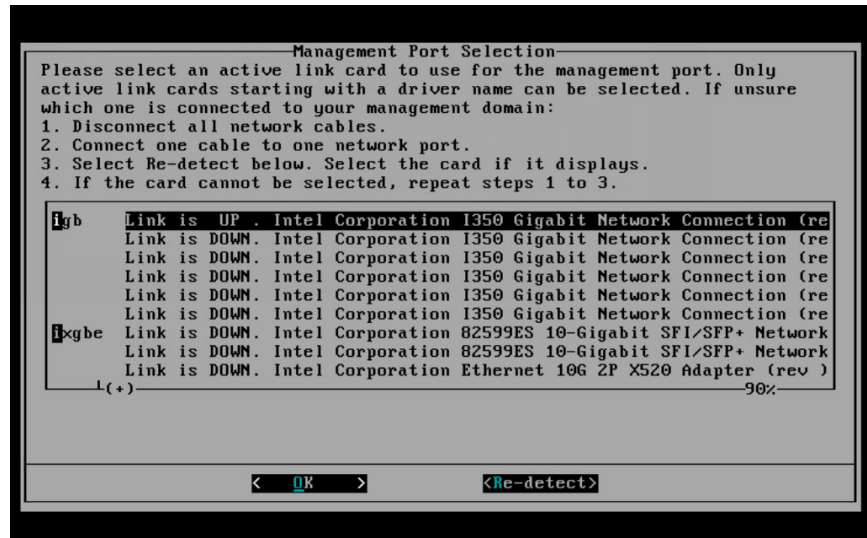 Management Port Selection
Please select an active link card to use for the management port. Only
active link cards starting with a driver name can be selected. If unsure
which one is connected to your management domain:
1. Disconnect all network cables.
2. Connect one cable to one network port.
3. Select Re-detect below. Select the card if it displays.
4. If the card cannot be selected, repeat steps 1 to 3.
igb Link is UP . Intel Corporation I350 Gigabit Network Connection (re
Link is DOWN. Intel Corporation I350 Gigabit Network Connection (re
Link is DOWN. Intel Corporation I350 Gigabit Network Connection (re
Link is DOWN. Intel Corporation I350 Gigabit Network Connection (re
Link is DOWN. Intel Corporation I350 Gigabit Network Connection (re
Link is DOWN. Intel Corporation I350 Gigabit Network Connection (re
ixgbe Link is DOWN. Intel Corporation 82599ES 10-Gigabit SFI/SFP+ Network
Link is DOWN. Intel Corporation 82599ES 10-Gigabit SFI/SFP+ Network
Link is DOWN. Intel Corporation Ethernet 10G 2P X520 Adapter (rev )
(+) 90%
< OK > <Re-detect>